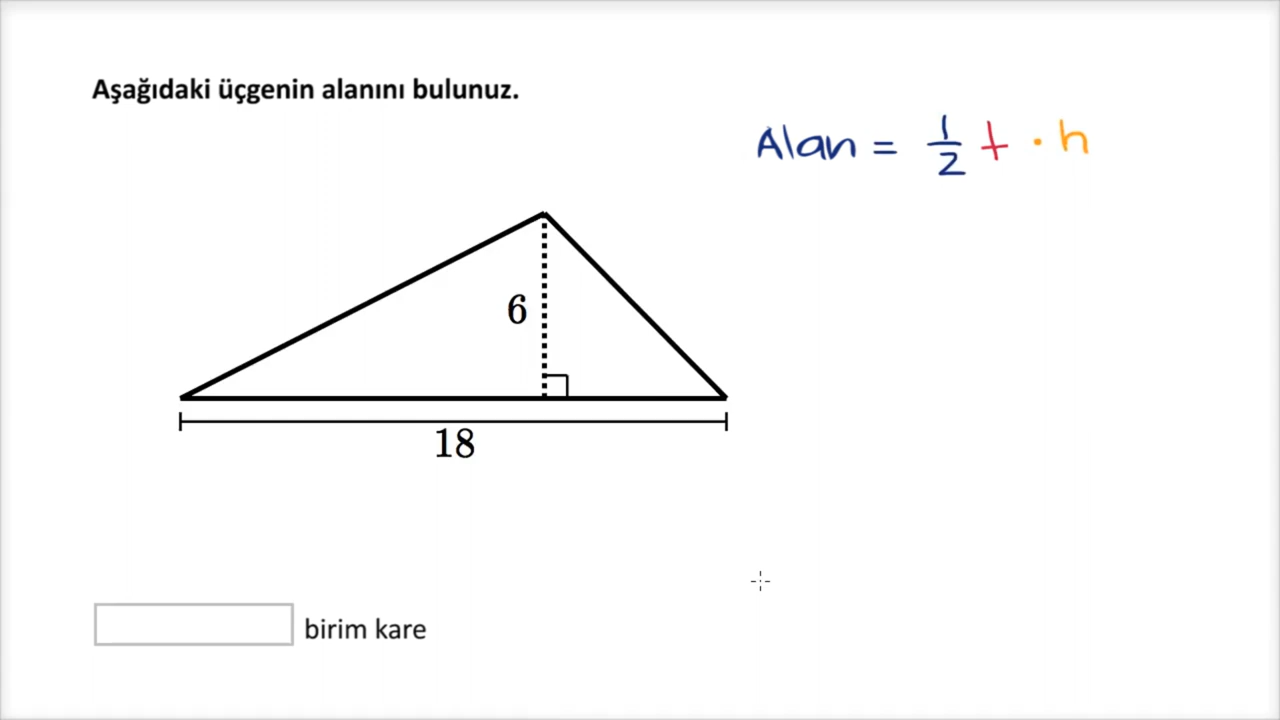 Aşağıdaki üçgenin alanını bulunuz.
Alan = 1/2 t · h
6
18
birim kare